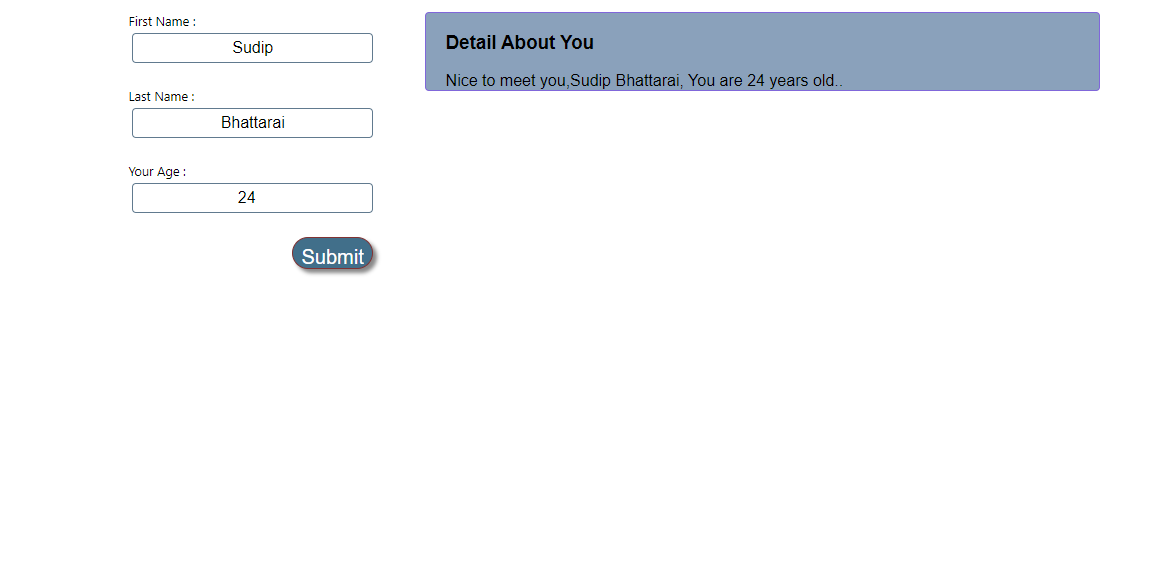 First Name :
Sudip
Last Name :
Bhattarai
Your Age :
24
Submit
Detail About You
Nice to meet you,Sudip Bhattarai, You are 24 years old..